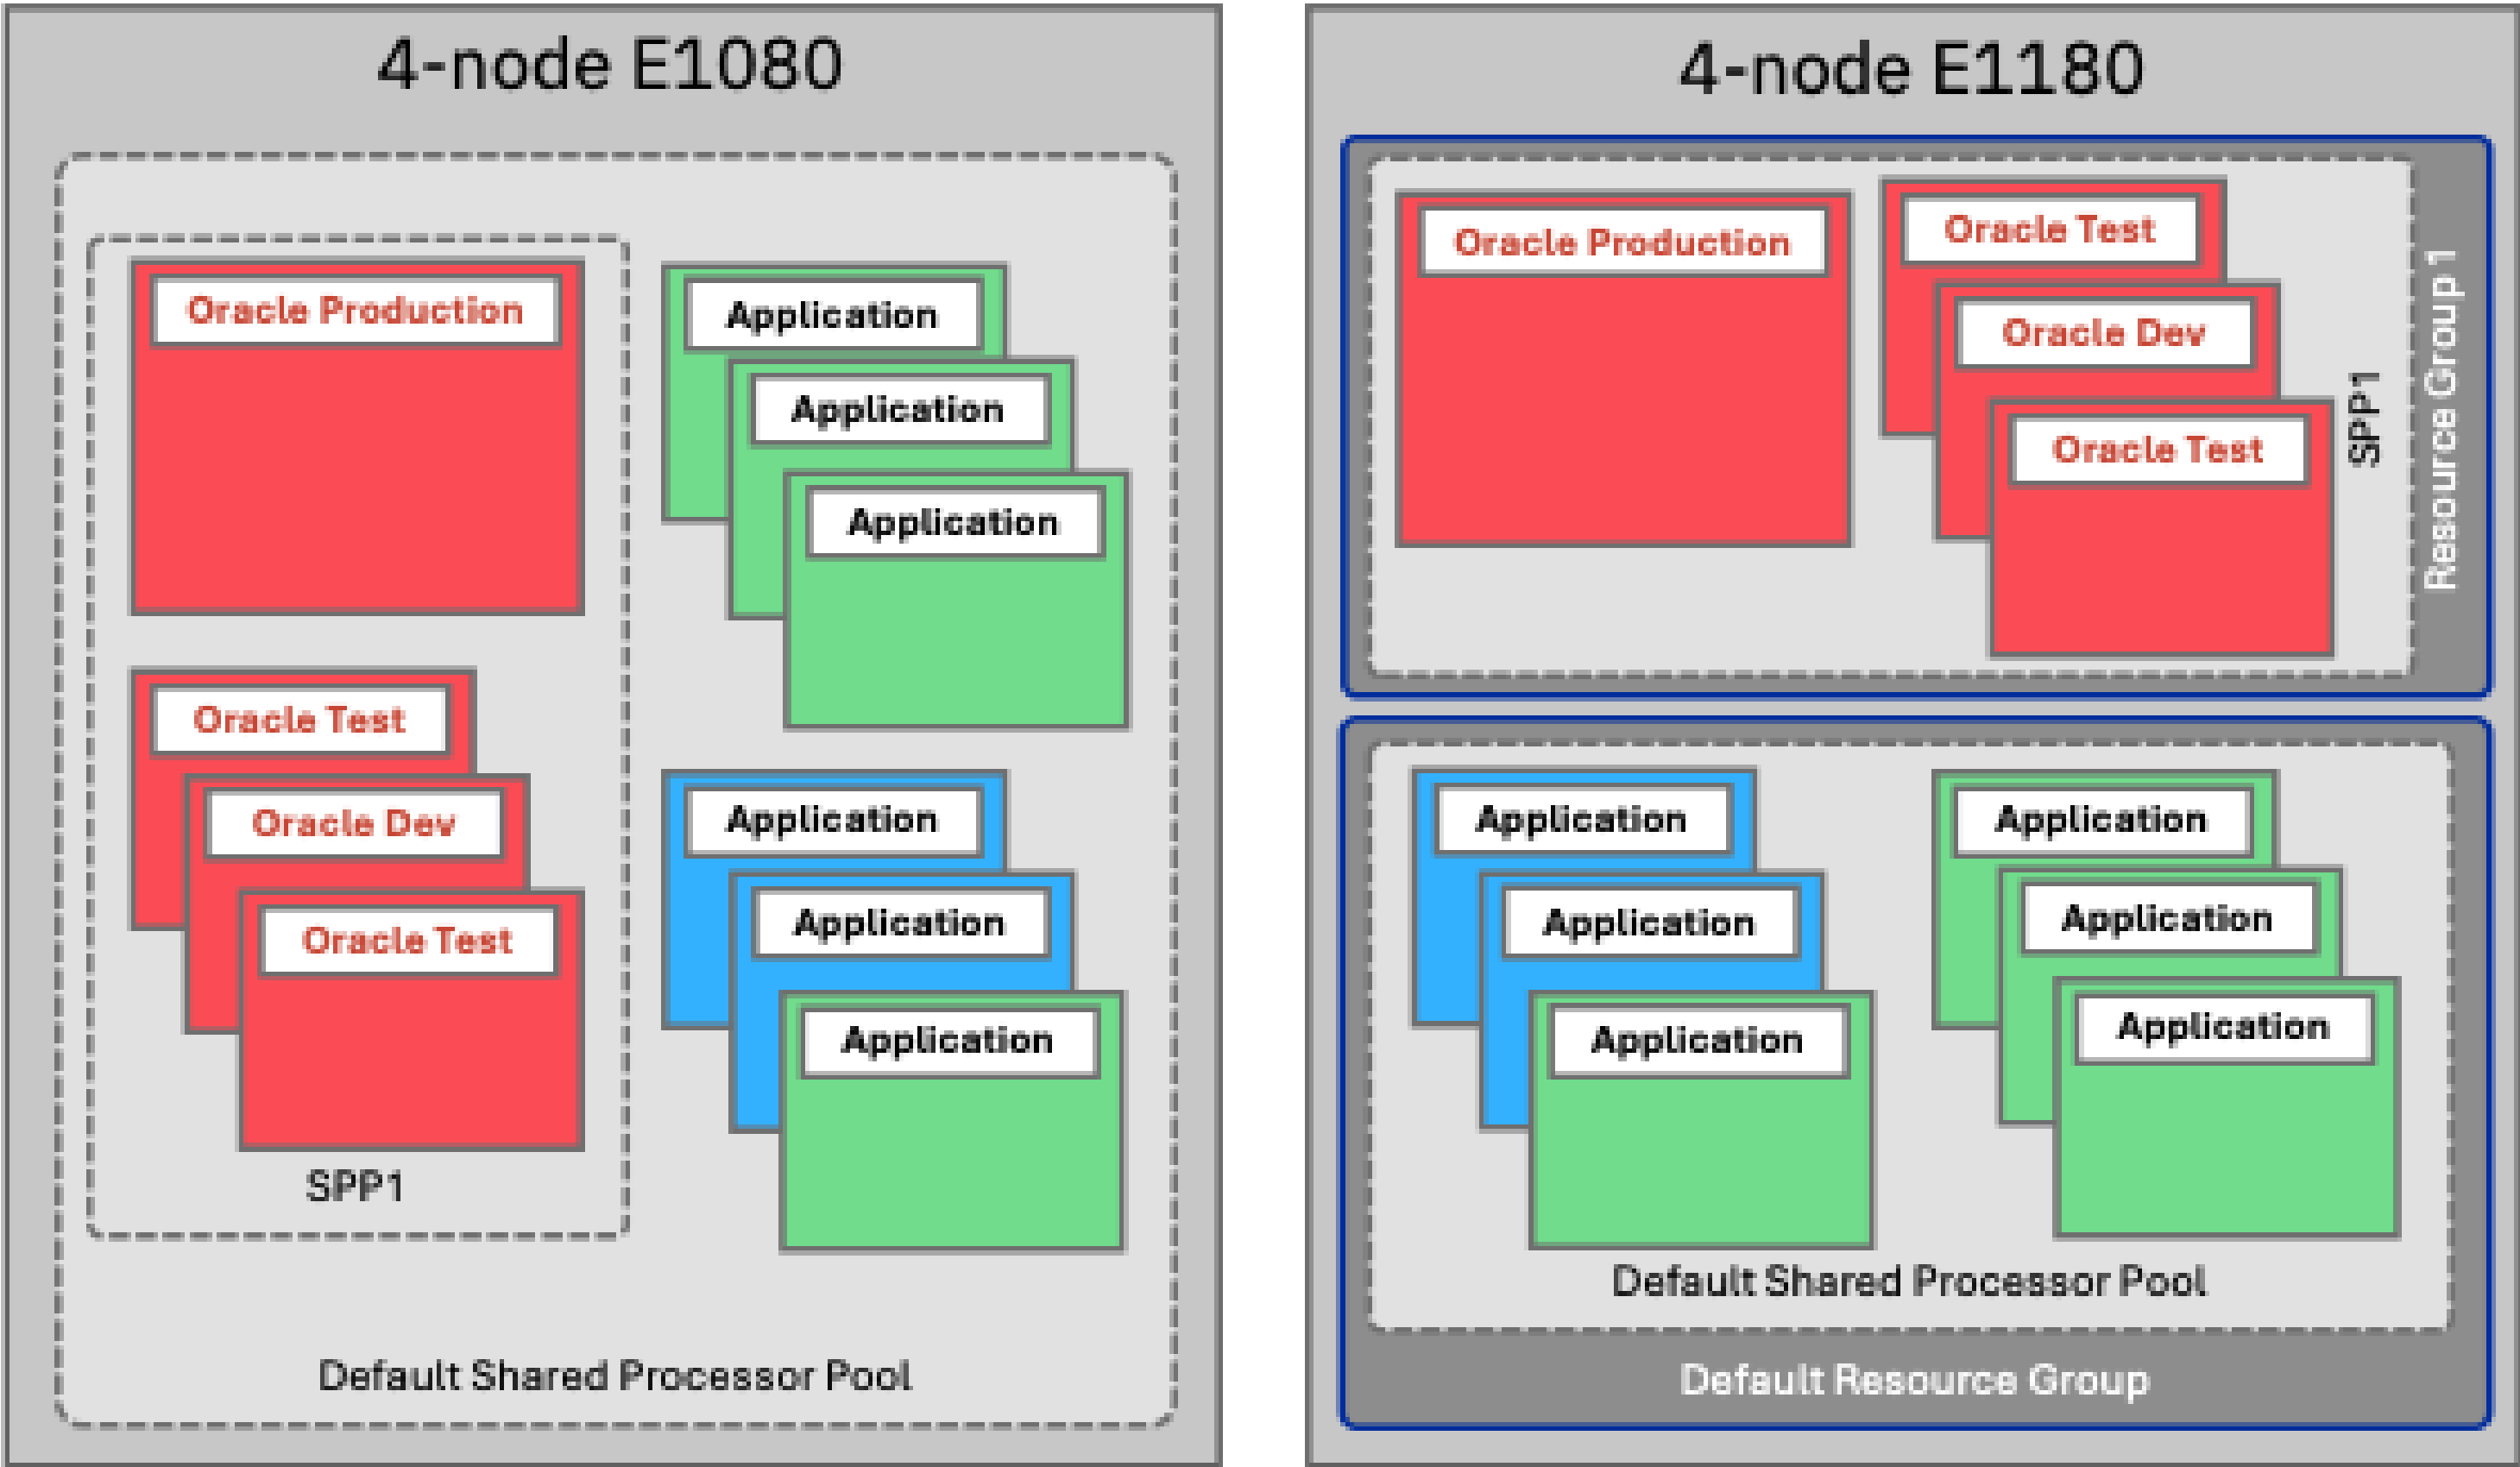 4-node E1080
Oracle Production
Oracle Test
Oracle Dev
Oracle Test
SPP1
Application
Application
Application
Application
Application
Application
Default Shared Processor Pool
4-node E1180
Oracle Production
Oracle Test
Oracle Dev
Oracle Test
SPP1
Resource Group 1
Application
Application
Application
Application
Application
Application
Default Shared Processor Pool
Default Resource Group